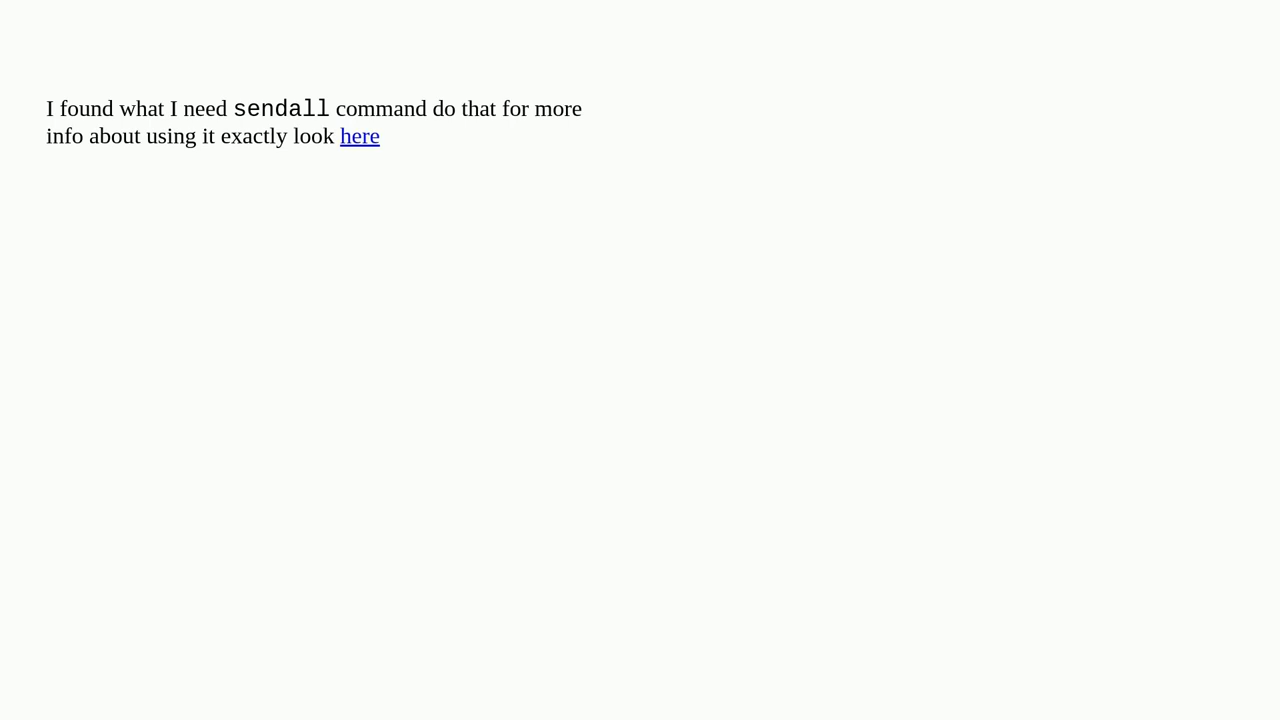 I found what I need sendall command do that for more
info about using it exactly look here